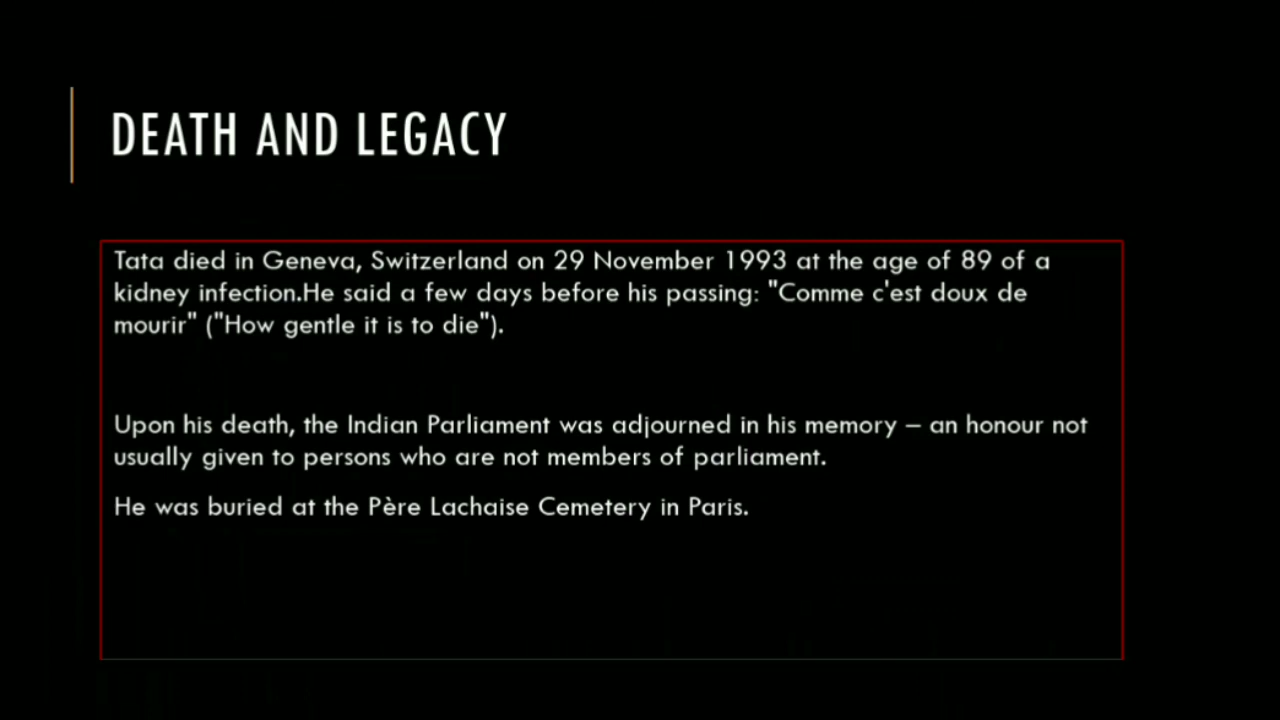 DEATH AND LEGACY
Tata died in Geneva, Switzerland on 29 November 1993 at the age of 89 of a
kidney infection.He said a few days before his passing: "Comme c'est doux de
mourir" ("How gentle it is to die").
Upon his death, the Indian Parliament was adjourned in his memory – an honour not
usually given to persons who are not members of parliament.
He was buried at the Père Lachaise Cemetery in Paris.